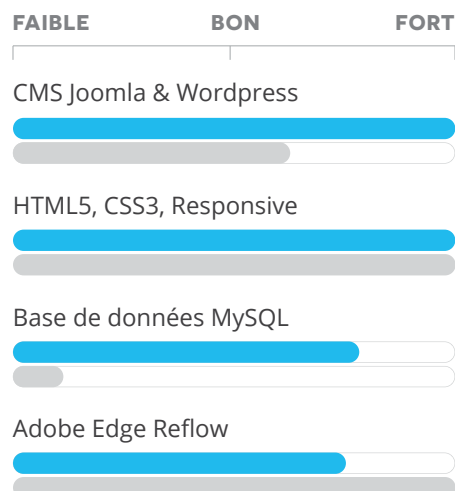 FAIBLE BON FORT
CMS Joomla & Wordpress
HTML5, CSS3, Responsive
Base de données MySQL
Adobe Edge Reflow